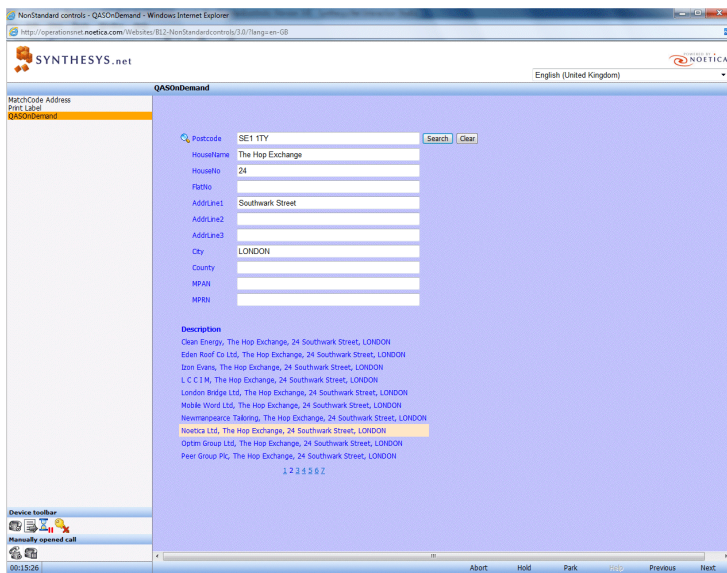 NonStandard controls - QASOnDemand - Windows Internet Explorer
http://operationsnet.noetica.com/Websites/B12-NonStandardcontrols/3.0/?lang=en-GB
SYNTHESYS.net
POWERED BY
NOETICA
English (United Kingdom)
QASOnDemand
MatchCode Address
Print Label
QASOnDemand
Postcode SE1 1TY Search Clear
HouseName The Hop Exchange
HouseNo 24
FlatNo
AddrLine1 Southwark Street
AddrLine2
AddrLine3
City LONDON
County
MPAN
MPRN
Description
Clean Energy, The Hop Exchange, 24 Southwark Street, LONDON
Eden Roof Co Ltd, The Hop Exchange, 24 Southwark Street, LONDON
Izon Evans, The Hop Exchange, 24 Southwark Street, LONDON
L C C I M, The Hop Exchange, 24 Southwark Street, LONDON
London Bridge Ltd, The Hop Exchange, 24 Southwark Street, LONDON
Mobile Word Ltd, The Hop Exchange, 24 Southwark Street, LONDON
Newmanpearce Tailoring, The Hop Exchange, 24 Southwark Street, LONDON
Noetica Ltd, The Hop Exchange, 24 Southwark Street, LONDON
Optim Group Ltd, The Hop Exchange, 24 Southwark Street, LONDON
Peer Group Plc, The Hop Exchange, 24 Southwark Street, LONDON
1 2 3 4 5 6 7
Device toolbar
Manually opened call
00:15:26 Abort Hold Park Previous Next